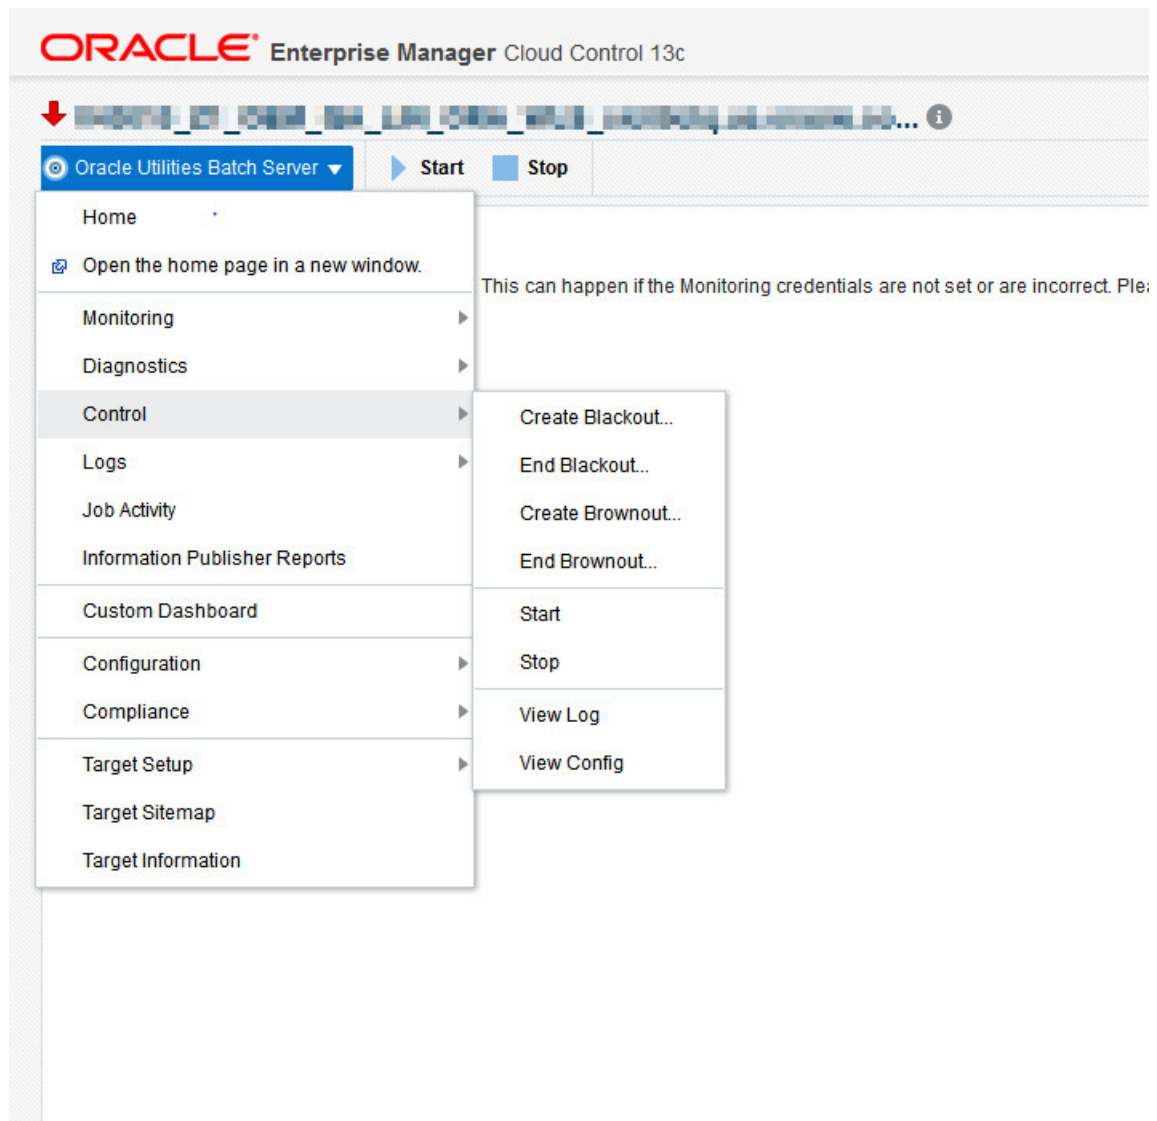 ORACLE Enterprise Manager Cloud Control 13c
Oracle Utilities Batch Server Start Stop
Home
Open the home page in a new window.
This can happen if the Monitoring credentials are not set or are incorrect.
Monitoring
Diagnostics
Control
Logs
Job Activity
Information Publisher Reports
Custom Dashboard
Configuration
Compliance
Target Setup
Target Sitemap
Target Information
Create Blackout...
End Blackout...
Create Brownout...
End Brownout...
Start
Stop
View Log
View Config